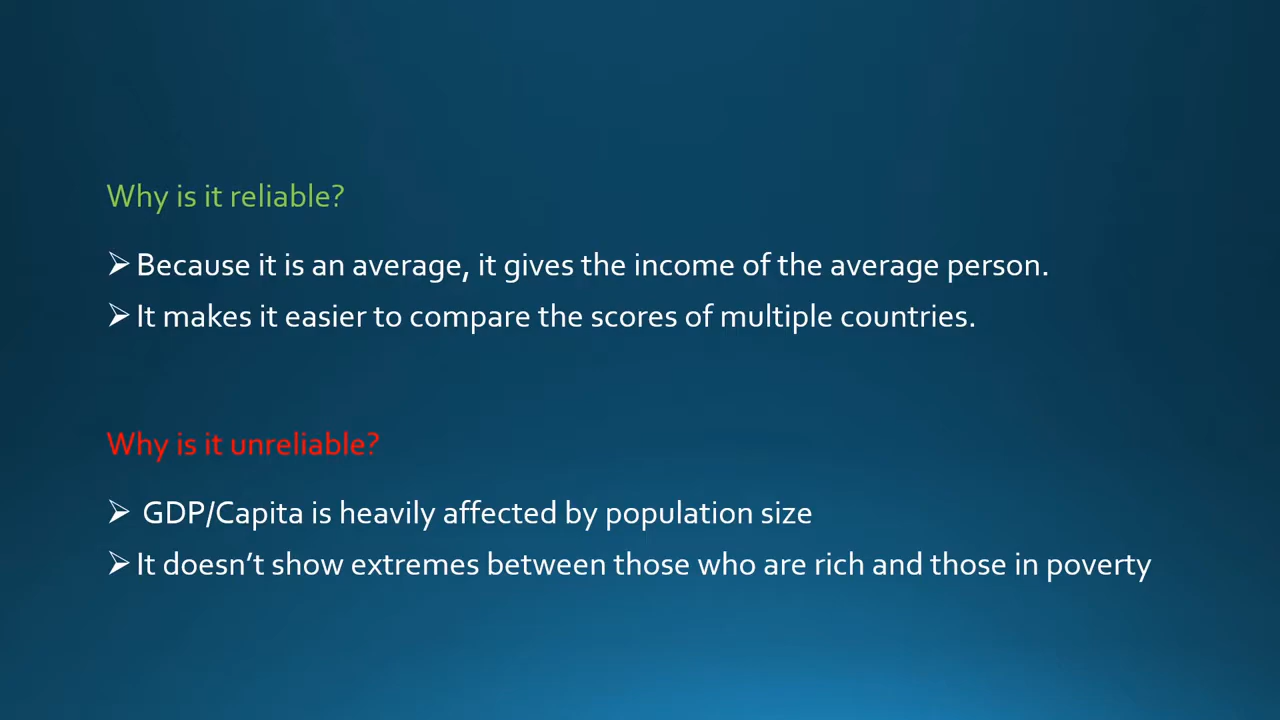 Why is it reliable?
➢ Because it is an average, it gives the income of the average person.
➢ It makes it easier to compare the scores of multiple countries.
Why is it unreliable?
➢ GDP/Capita is heavily affected by population size
➢ It doesn’t show extremes between those who are rich and those in poverty